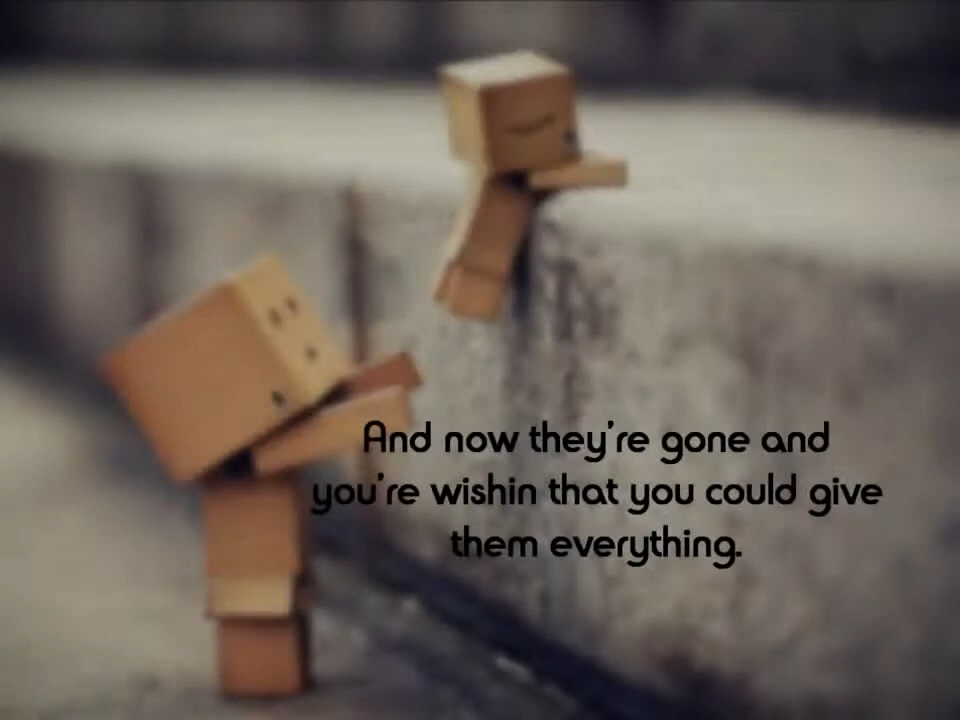 And now they're gone and
you're wishin that you could give
them everything.